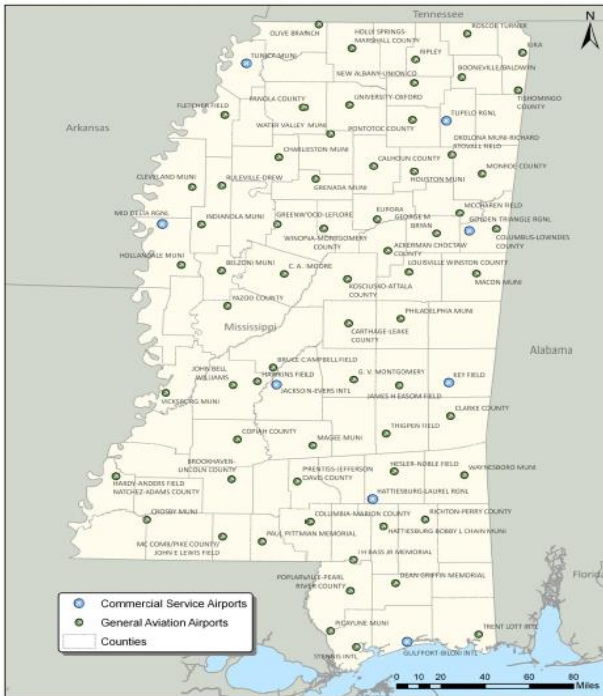 Tennessee
N
OLIVE BRANCH
HOLLY SPRINGS-
MARSHALL COUNTY
ROSCOE TURNER
TUNICA MUNI
RIPLEY
IUKA
NEW ALBANY-UNION CO
BOONEVILLE/BALDWIN
TISHOMINGO
COUNTY
Arkansas
FLETCHER FIELD
PANOLA COUNTY
UNIVERSITY-OXFORD
WATER VALLEY MUNI
PONTOTOC COUNTY
TUPELO RGNL
OKOLONA MUNI-RICHARD
STOVALL FIELD
CHARLESTON MUNI
CALHOUN COUNTY
MONROE COUNTY
CLEVELAND MUNI
RULEVILLE-DREW
GRENADA MUNI
HOUSTON MUNI
MID DELTA RGNL
INDIANOLA MUNI
GREENWOOD-LEFLORE
EUPORA
GEORGE M
BRYAN
MCCHAREN FIELD
GOLDEN TRIANGLE RGNL
WINONA-MONTGOMERY
COUNTY
ACKERMAN CHOCTAW
COUNTY
COLUMBUS-LOWNDES
COUNTY
HOLLANDALE MUNI
BELZONI MUNI
C. A. MOORE
LOUISVILLE WINSTON COUNTY
KOSCIUSKO-ATTALA
COUNTY
MACON MUNI
YAZOO COUNTY
Mississippi
PHILADELPHIA MUNI
CARTHAGE-LEAKE
COUNTY
Alabama
JOHN BELL
WILLIAMS
BRUCE CAMPBELL FIELD
HAWKINS FIELD
G. V. MONTGOMERY
KEY FIELD
VICKSBURG MUNI
JACKSON-EVERS INTL
JAMES H EASOM FIELD
CLARKE COUNTY
COPIAH COUNTY
MAGEE MUNI
THIGPEN FIELD
BROOKHAVEN-
LINCOLN COUNTY
PRENTISS-JEFFERSON
DAVIS COUNTY
HESLER-NOBLE FIELD
WAYNESBORO MUNI
HARDY-ANDERS FIELD
NATCHEZ-ADAMS COUNTY
HATTIESBURG-LAUREL RGNL
CROSBY MUNI
COLUMBIA-MARION COUNTY
RICHTON-PERRY COUNTY
HATTIESBURG BOBBY L CHAIN MUNI
MC COMB/PIKE COUNTY/
JOHN E LEWIS FIELD
PAUL PITTMAN MEMORIAL
I H BASS JR MEMORIAL
POPLARVILLE-PEARL
RIVER COUNTY
DEAN GRIFFIN MEMORIAL
Florida
PICAYUNE MUNI
TRENT LOTT INTL
STENNIS INTL
GULFPORT-BILOXI INTL
Commercial Service Airports
General Aviation Airports
Counties
0 20 40 60 80
Miles